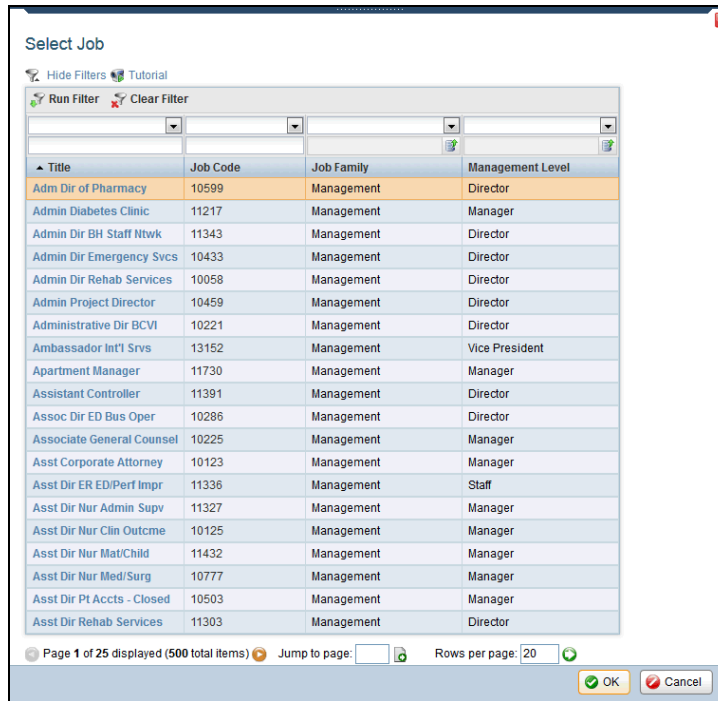 Select Job
Hide Filters Tutorial
Run Filter Clear Filter
Title Job Code Job Family Management Level
Adm Dir of Pharmacy 10599 Management Director
Admin Diabetes Clinic 11217 Management Manager
Admin Dir BH Staff Ntwk 11343 Management Director
Admin Dir Emergency Svcs 10433 Management Director
Admin Dir Rehab Services 10058 Management Director
Admin Project Director 10459 Management Director
Administrative Dir BCVI 10221 Management Director
Ambassador Int'l Srvs 13152 Management Vice President
Apartment Manager 11730 Management Manager
Assistant Controller 11391 Management Director
Assoc Dir ED Bus Oper 10286 Management Director
Associate General Counsel 10225 Management Manager
Asst Corporate Attorney 10123 Management Manager
Asst Dir ER ED/Perf Impr 11336 Management Staff
Asst Dir Nur Admin Supv 11327 Management Manager
Asst Dir Nur Clin Outcme 10125 Management Manager
Asst Dir Nur Mat/Child 11432 Management Manager
Asst Dir Nur Med/Surg 10777 Management Manager
Asst Dir Pt Accts - Closed 10503 Management Manager
Asst Dir Rehab Services 11303 Management Director
Page 1 of 25 displayed (500 total items) Jump to page: Rows per page: 20
OK Cancel